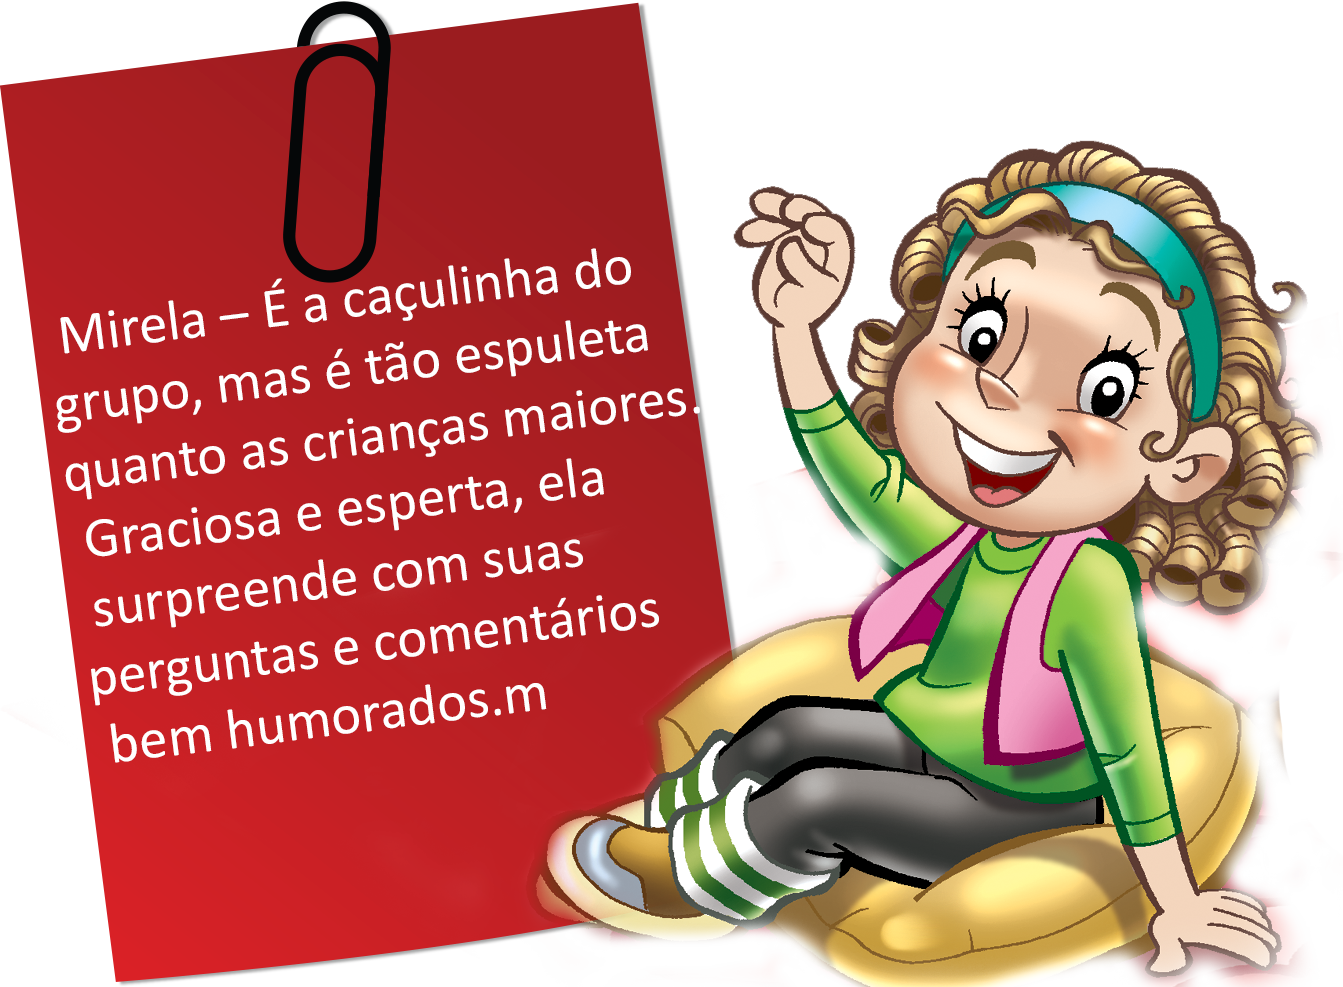 Mirela – É a caçulinha do
grupo, mas é tão espuleta
quanto as crianças maiores.
Graciosa e esperta, ela
surpreende com suas
perguntas e comentários
bem humorados.m